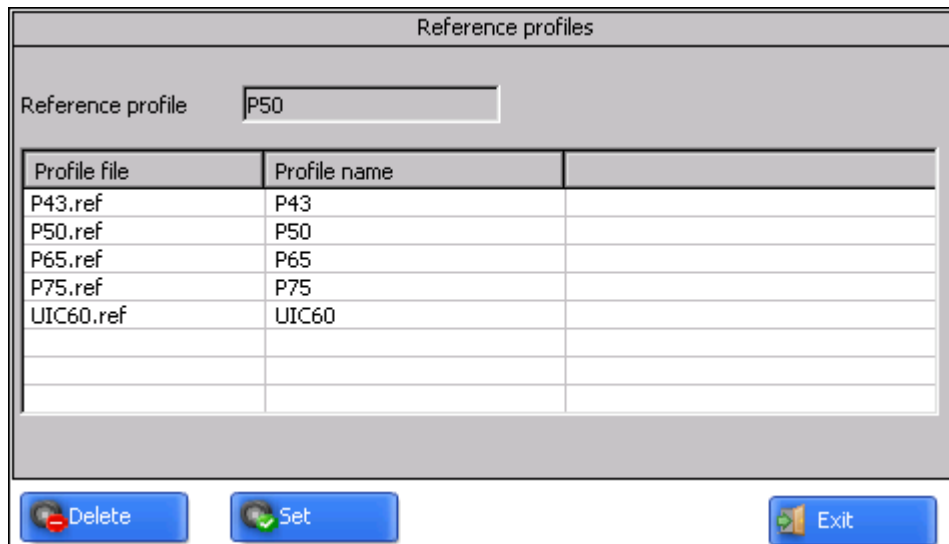 Reference profiles
Reference profile P50
Profile file Profile name
P43.ref P43
P50.ref P50
P65.ref P65
P75.ref P75
UIC60.ref UIC60
Delete Set Exit